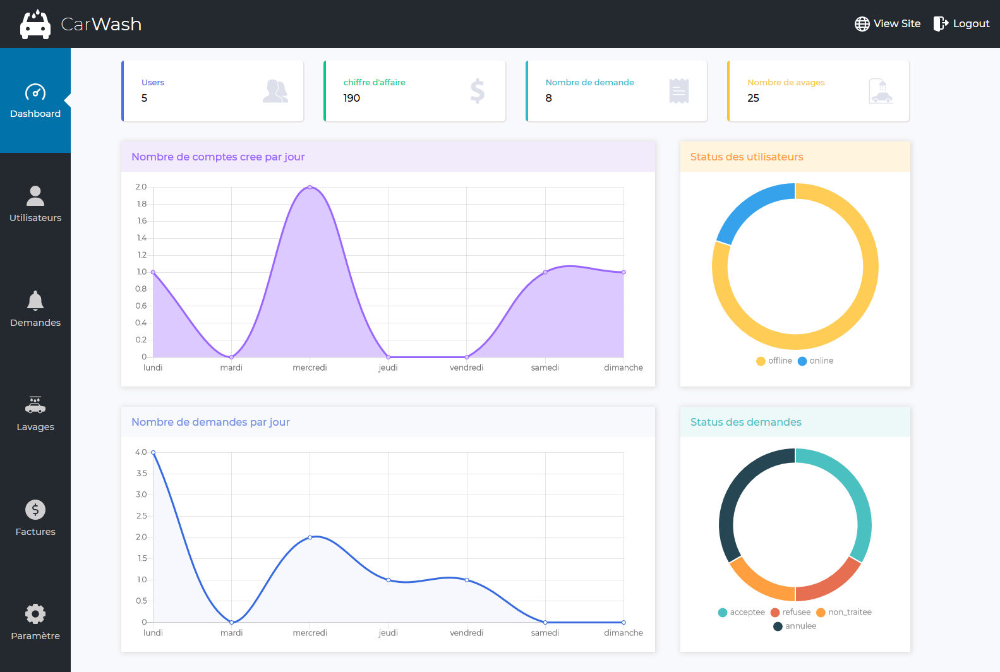 CarWash
View Site
Logout
Dashboard
Utilisateurs
Demandes
Lavages
Factures
Paramètre
Users
5
chiffre d'affaire
190
Nombre de demande
8
Nombre de avages
25
Nombre de comptes cree par jour
2.0
1.8
1.6
1.4
1.2
1.0
0.8
0.6
0.4
0.2
0
lundi mardi mercredi jeudi vendredi samedi dimanche
Status des utilisateurs
offline online
Nombre de demandes par jour
4.0
3.5
3.0
2.5
2.0
1.5
1.0
0.5
0
lundi mardi mercredi jeudi vendredi samedi dimanche
Status des demandes
acceptee refusee non_traitee
annulee